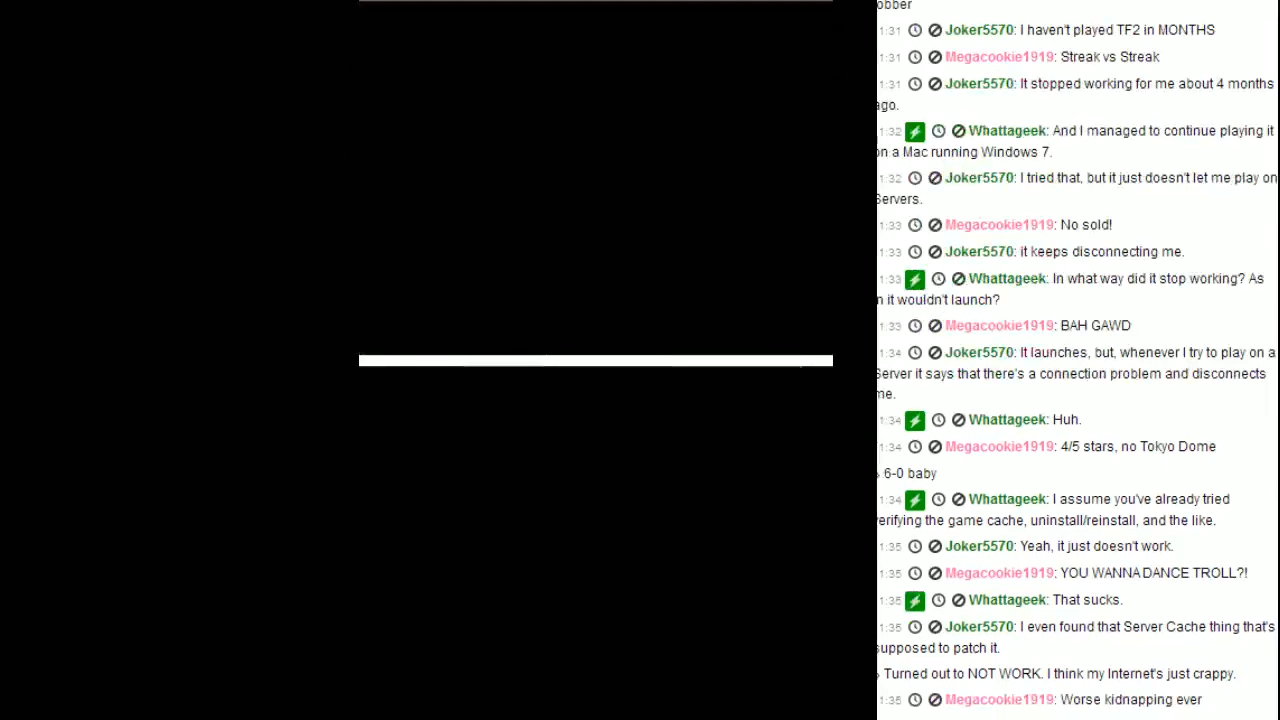 obber
1:31 Joker5570: I haven't played TF2 in MONTHS
1:31 Megacookie1919: Streak vs Streak
1:31 Joker5570: It stopped working for me about 4 months
ago.
1:32 Whattageek: And I managed to continue playing it
on a Mac running Windows 7.
1:32 Joker5570: I tried that, but it just doesn't let me play on
Servers.
1:33 Megacookie1919: No sold!
1:33 Joker5570: it keeps disconnecting me.
1:33 Whattageek: In what way did it stop working? As
n it wouldn't launch?
1:33 Megacookie1919: BAH GAWD
1:34 Joker5570: It launches, but, whenever I try to play on a
Server it says that there's a connection problem and disconnects
me.
1:34 Whattageek: Huh.
1:34 Megacookie1919: 4/5 stars, no Tokyo Dome
6-0 baby
1:34 Whattageek: I assume you've already tried
verifying the game cache, uninstall/reinstall, and the like.
1:35 Joker5570: Yeah, it just doesn't work.
1:35 Megacookie1919: YOU WANNA DANCE TROLL?!
1:35 Whattageek: That sucks.
1:35 Joker5570: I even found that Server Cache thing that's
supposed to patch it.
Turned out to NOT WORK. I think my Internet's just crappy.
1:35 Megacookie1919: Worse kidnapping ever